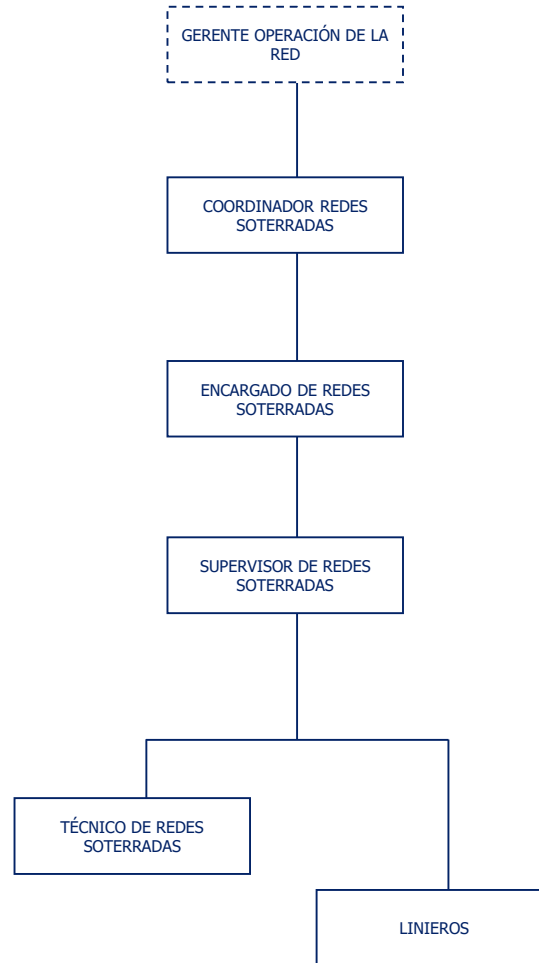 GERENTE OPERACIÓN DE LA
RED
COORDINADOR REDES
SOTERRADAS
ENCARGADO DE REDES
SOTERRADAS
SUPERVISOR DE REDES
SOTERRADAS
TÉCNICO DE REDES
SOTERRADAS
LINIEROS